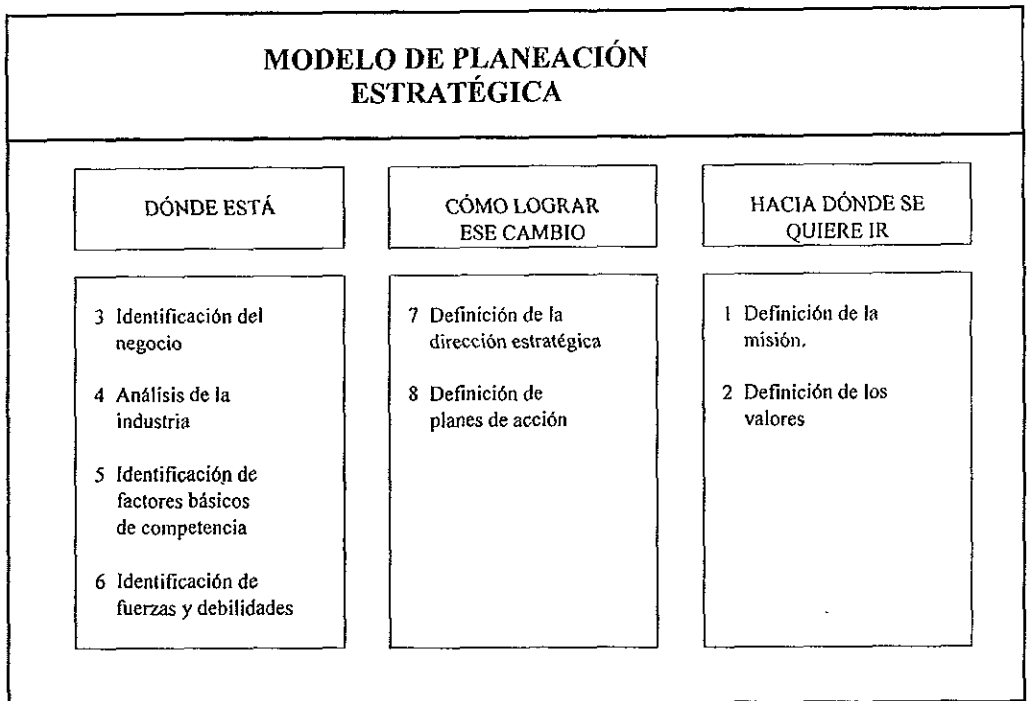 MODELO DE PLANEACIÓN
ESTRATÉGICA
DÓNDE ESTÁ
3 Identificación del
negocio
4 Análisis de la
industria
5 Identificación de
factores básicos
de competencia
6 Identificación de
fuerzas y debilidades
CÓMO LOGRAR
ESE CAMBIO
7 Definición de la
dirección estratégica
8 Definición de
planes de acción
HACIA DÓNDE SE
QUIERE IR
1 Definición de la
misión.
2 Definición de los
valores